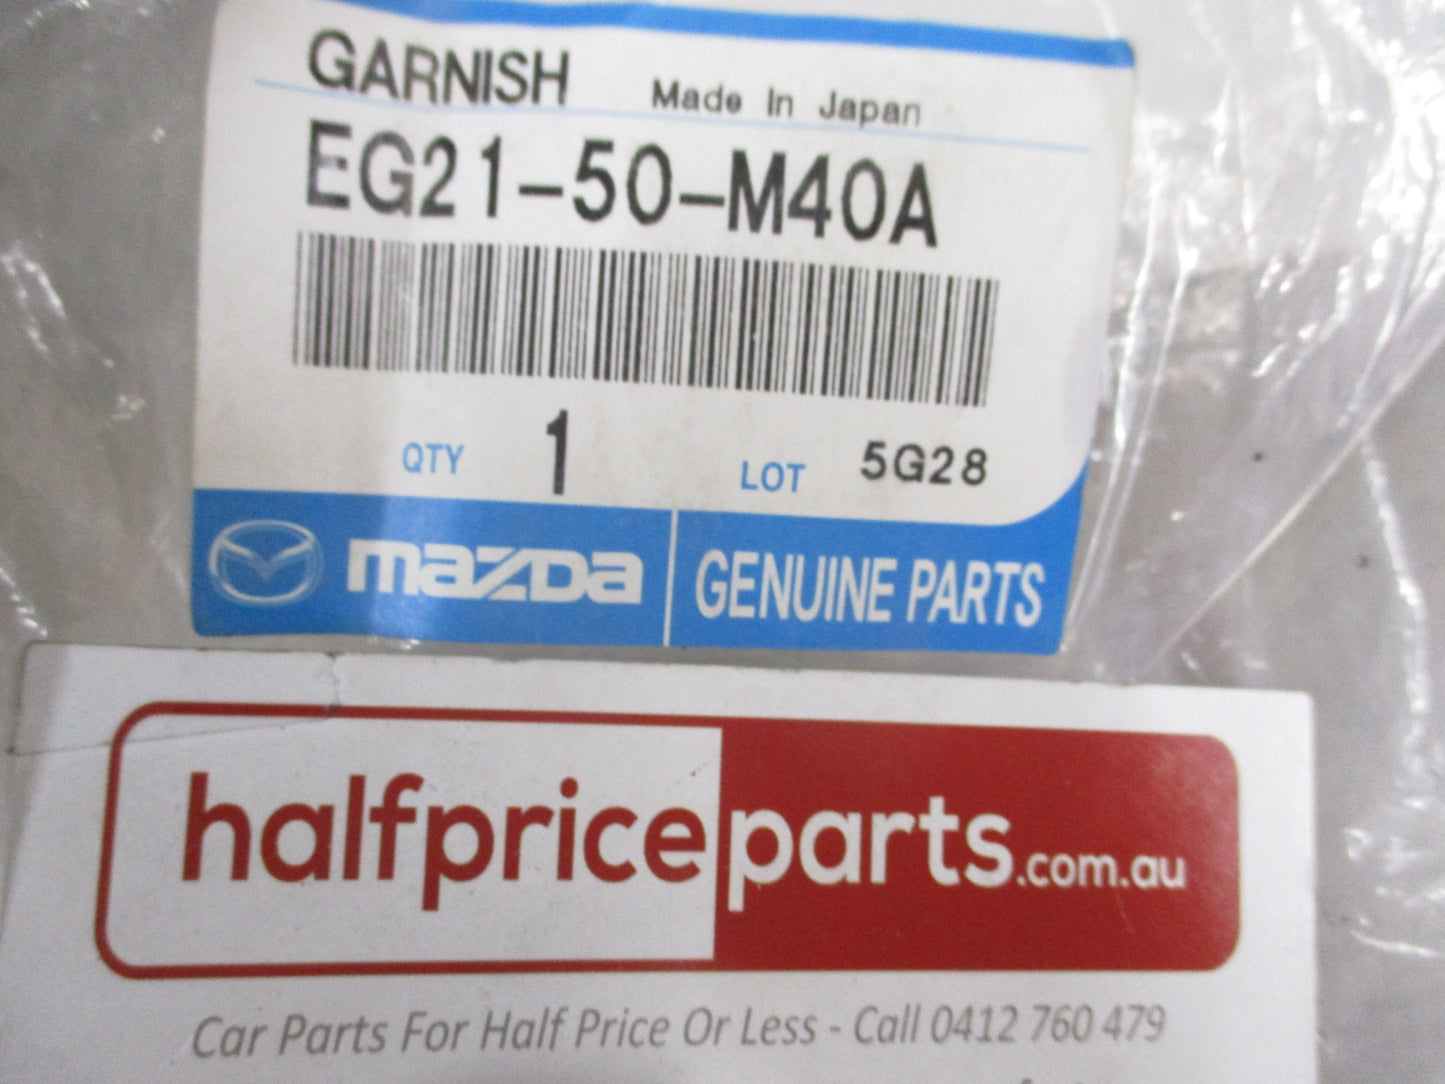 GARNISH Made In Japan
EG21-50-M40A
QTY 1 LOT 5G28
mazda GENUINE PARTS
halfpriceparts.com.au
Car Parts For Half Price Or Less - Call 0412 760 479